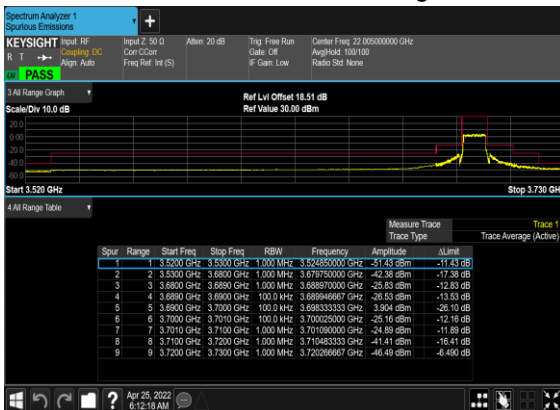 Spectrum Analyzer 1
Spurious Emissions
KEYSIGHT Input: RF Input Z: 50 Ω Atten: 20 dB Trig: Free Run Center Freq: 22.005000000 GHz
R T Coupling: DC Corr CCorr Gate: Off Avg|Hold: 100/100
Align: Auto Freq Ref: Int (S) IF Gain: Low Radio Std: None
PASS
3 All Range Graph
Ref Lvl Offset 18.51 dB
Scale/Div 10.0 dB Ref Value 30.00 dBm
20.0
0.00
-20.0
-40.0
-60.0
Start 3.520 GHz Stop 3.730 GH
4 All Range Table
Measure Trace Trace 1
Trace Type Trace Average (Active)
Spur Range Start Freq Stop Freq RBW Frequency Amplitude ΔLimit
1 1 3.5200 GHz 3.5300 GHz 1.000 MHz 3.524850000 GHz -51.43 dBm -11.43 dB
2 2 3.5300 GHz 3.6800 GHz 1.000 MHz 3.679750000 GHz -42.38 dBm -17.38 dB
3 3 3.6800 GHz 3.6890 GHz 1.000 MHz 3.688970000 GHz -25.83 dBm -12.83 dB
4 4 3.6890 GHz 3.6900 GHz 100.0 kHz 3.689946667 GHz -26.53 dBm -13.53 dB
5 5 3.6900 GHz 3.7000 GHz 100.0 kHz 3.698333333 GHz 3.904 dBm -26.10 dB
6 6 3.7000 GHz 3.7010 GHz 100.0 kHz 3.700025000 GHz -25.16 dBm -12.16 dB
7 7 3.7010 GHz 3.7100 GHz 1.000 MHz 3.701090000 GHz -24.89 dBm -11.89 dB
8 8 3.7100 GHz 3.7200 GHz 1.000 MHz 3.710483333 GHz -41.41 dBm -16.41 dB
9 9 3.7200 GHz 3.7300 GHz 1.000 MHz 3.720266667 GHz -46.49 dBm -6.490 dB
Apr 25, 2022
6:12:18 AM